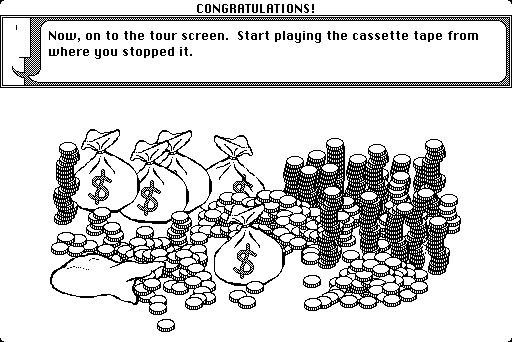 CONGRATULATIONS!
Now, on to the tour screen. Start playing the cassette tape from
where you stopped it.
$
$
$
$